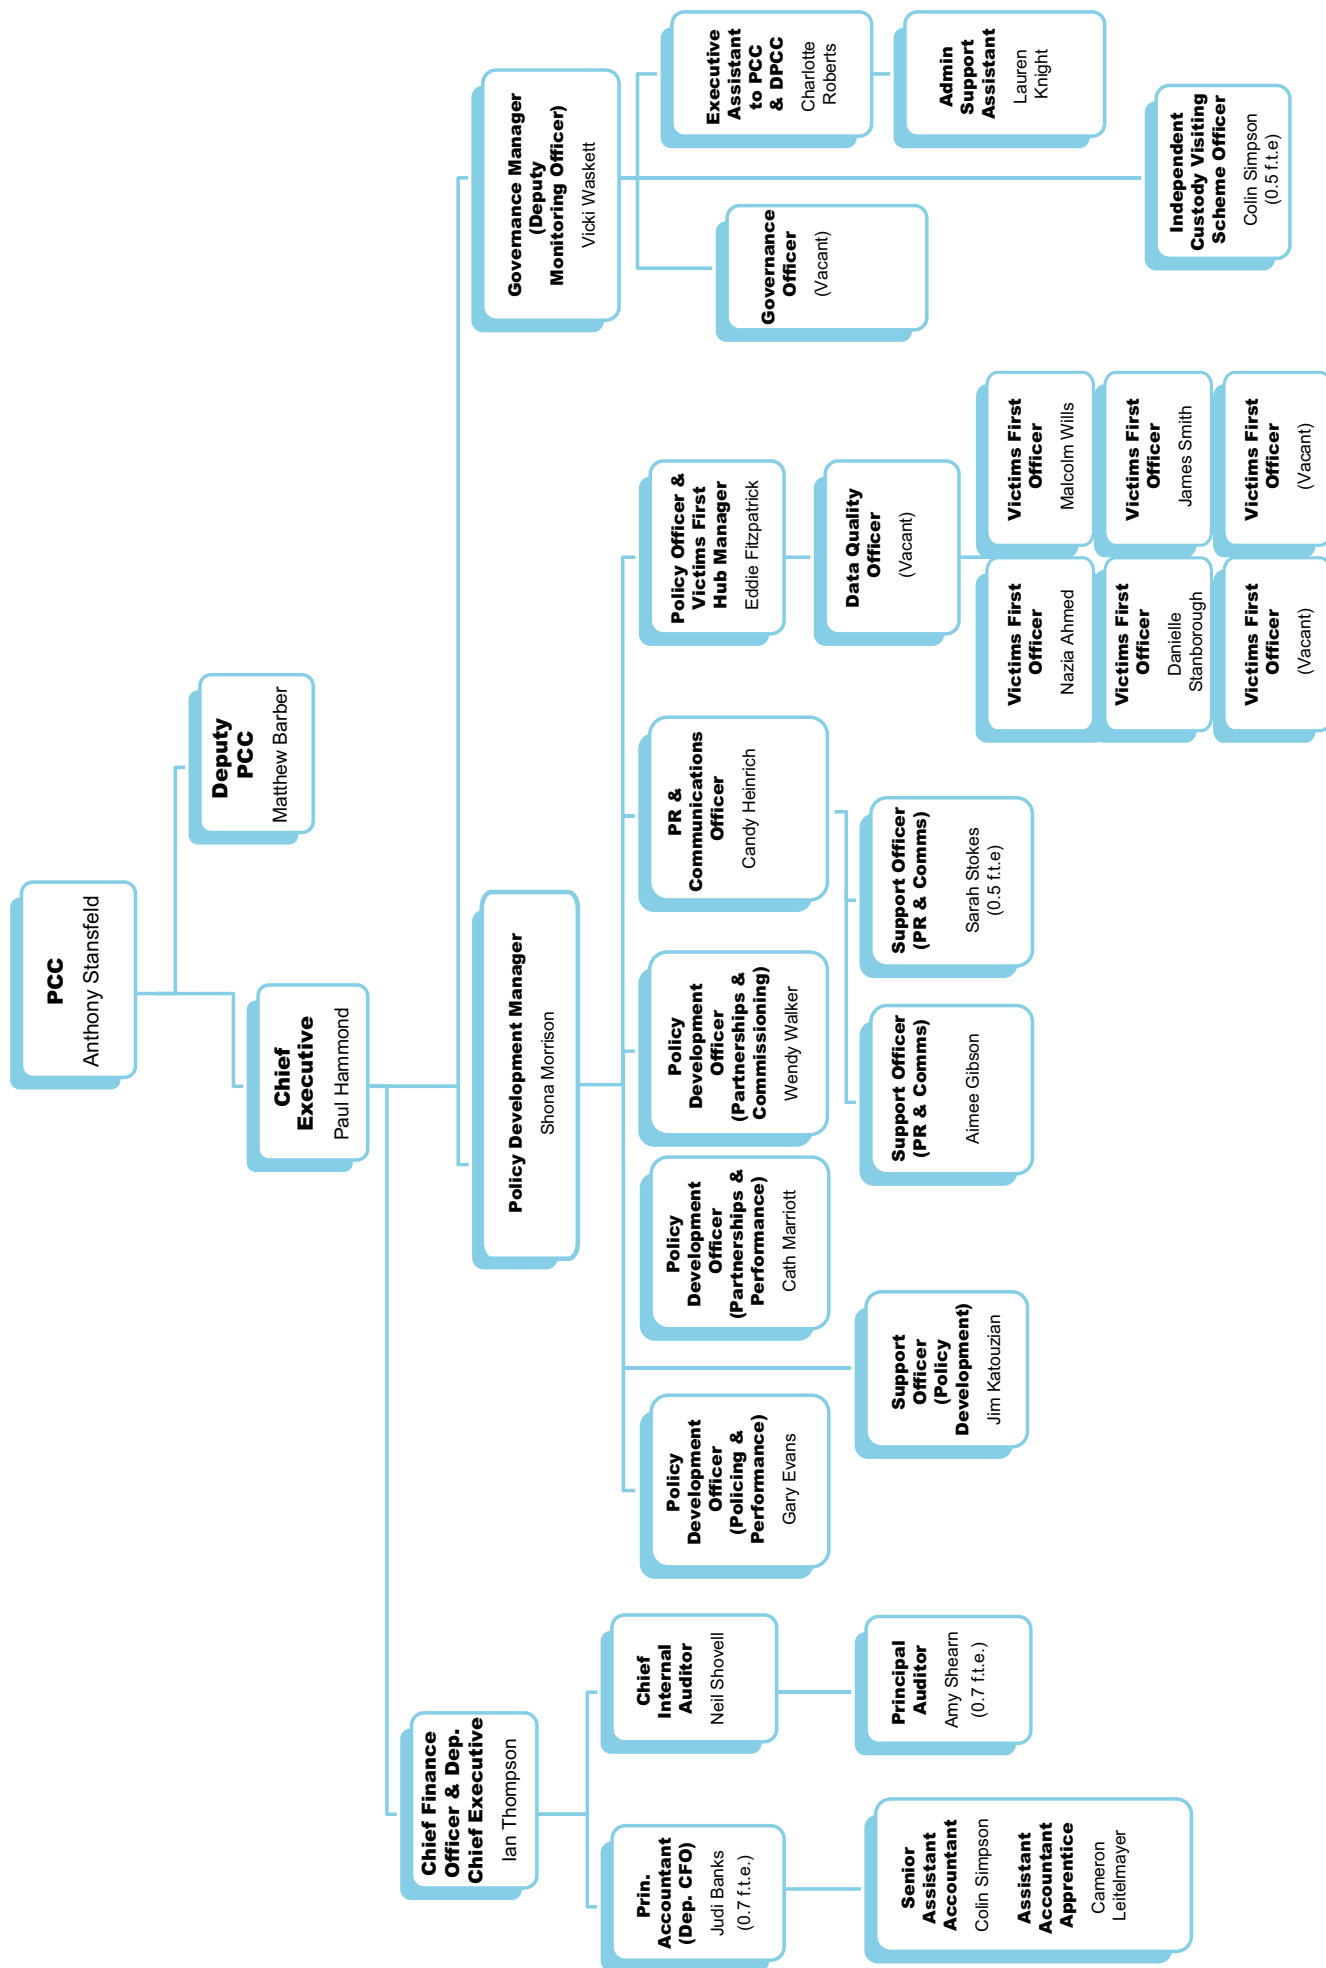 PCC
Anthony Stansfeld
Deputy
PCC
Matthew Barber
Chief
Executive
Paul Hammond
Chief Finance
Officer & Dep.
Chief Executive
Ian Thompson
Policy Development Manager
Shona Morrison
Governance Manager
(Deputy
Monitoring Officer)
Vicki Waskett
Prin.
Accountant
(Dep. CFO)
Judi Banks
(0.7 f.t.e.)
Chief
Internal
Auditor
Neil Shovell
Policy
Development
Officer
(Policing &
Performance)
Gary Evans
Policy
Development
Officer
(Partnerships &
Performance)
Cath Marriott
Policy
Development
Officer
(Partnerships &
Commissioning)
Wendy Walker
PR &
Communications
Officer
Candy Heinrich
Policy Officer &
Victims First
Hub Manager
Eddie Fitzpatrick
Governance
Officer
(Vacant)
Executive
Assistant
to PCC
& DPCC
Charlotte
Roberts
Senior
Assistant
Accountant
Colin Simpson
Assistant
Accountant
Apprentice
Cameron
Leitelmayer
Principal
Auditor
Amy Shearn
(0.7 f.t.e.)
Support
Officer
(Policy
Development)
Jim Katouzian
Support Officer
(PR & Comms)
Aimee Gibson
Support Officer
(PR & Comms)
Sarah Stokes
(0.5 f.t.e)
Data Quality
Officer
(Vacant)
Admin
Support
Assistant
Lauren
Knight
Victims First
Officer
Nazia Ahmed
Victims First
Officer
Malcolm Wills
Victims First
Officer
Danielle
Stanborough
Victims First
Officer
James Smith
Victims First
Officer
(Vacant)
Victims First
Officer
(Vacant)
Independent
Custody Visiting
Scheme Officer
Colin Simpson
(0.5 f.t.e)